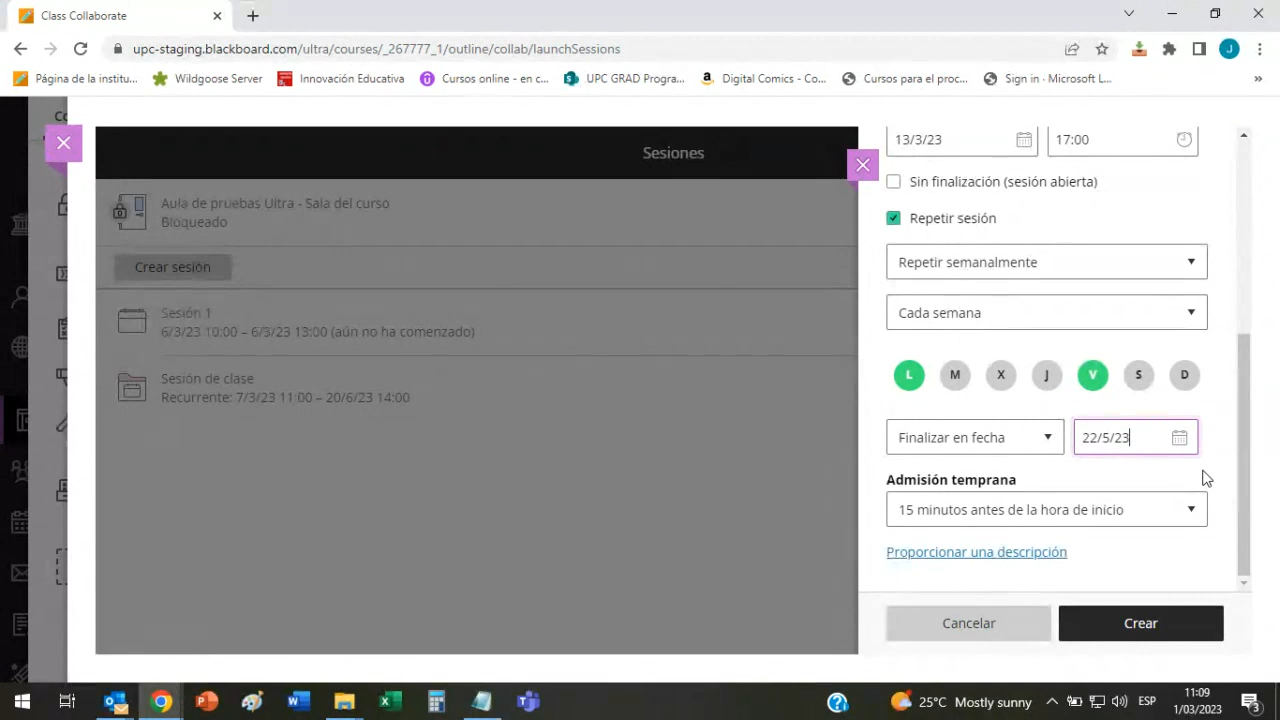 Class Collaborate
upc-staging.blackboard.com/ultra/courses/_267777_1/outline/collab/launchSessions
J
Página de la institu...
Wildgoose Server
Innovación Educativa
Cursos online - en c...
UPC GRAD Progra...
Digital Comics - Co...
Cursos para el proc...
Sign in · Microsoft L...
»
Co
Sesiones
13/3/23
17:00
Sin finalización (sesión abierta)
Aula de pruebas Ultra - Sala del curso
Bloqueado
Repetir sesión
Crear sesión
Repetir semanalmente
Sesión 1
6/3/23 10:00 – 6/3/23 13:00 (aún no ha comenzado)
Cada semana
Sesión de clase
Recurrente: 7/3/23 11:00 – 20/6/23 14:00
L M X J V S D
Finalizar en fecha
22/5/23
Admisión temprana
15 minutos antes de la hora de inicio
Proporcionar una descripción
Cancelar
Crear
25°C Mostly sunny
ESP
11:09
1/03/2023
3